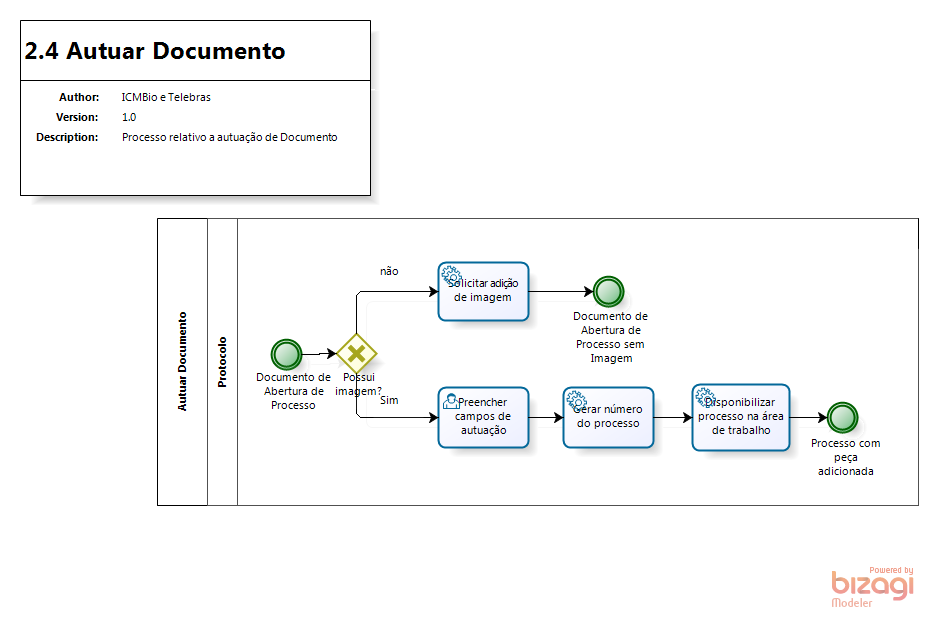 2.4 Autuar Documento
Author: ICMBio e Telebras
Version: 1.0
Description: Processo relativo a autuação de Documento
Autuar Documento
Protocolo
Documento de
Abertura de
Processo
Possui
imagem?
não
Solicitar adição
de imagem
Documento de
Abertura de
Processo sem
Imagem
Sim
Preencher
campos de
autuação
Gerar número
do processo
Disponibilizar
processo na área
de trabalho
Processo com
peça
adicionada
Powered by
bizagi
Modeler